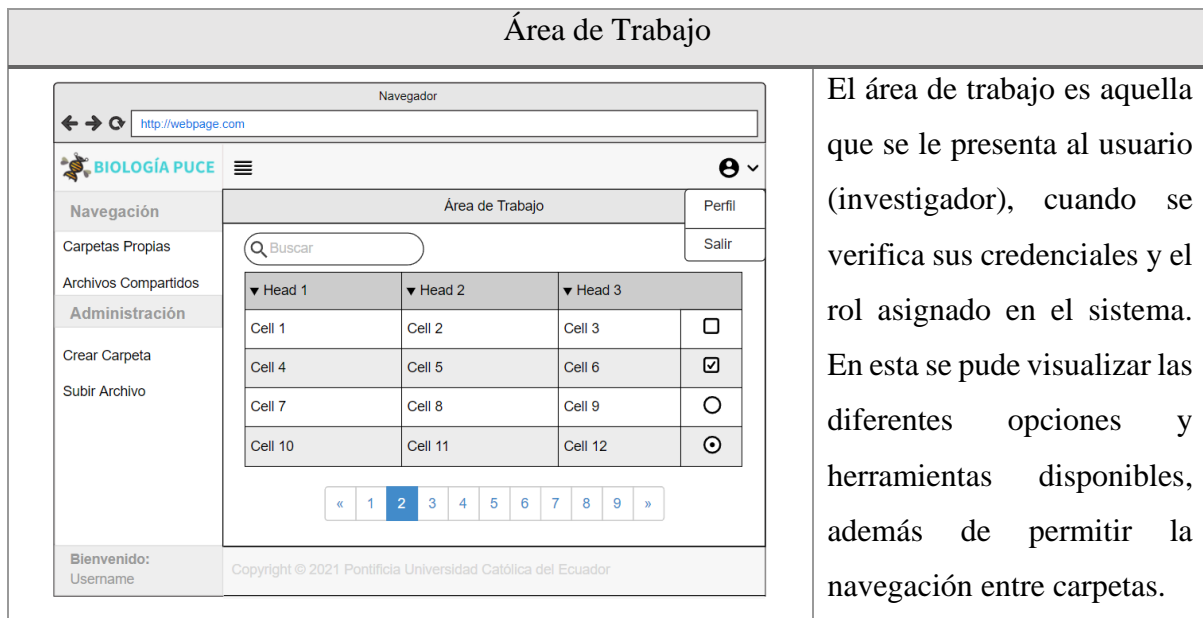 Área de Trabajo
Navegador
http://webpage.com
BIOLOGÍA PUCE
Navegación
Carpetas Propias
Archivos Compartidos
Administración
Crear Carpeta
Subir Archivo
Bienvenido:
Username
Área de Trabajo
Perfil
Salir
Buscar
▼ Head 1 ▼ Head 2 ▼ Head 3
Cell 1 Cell 2 Cell 3
Cell 4 Cell 5 Cell 6
Cell 7 Cell 8 Cell 9
Cell 10 Cell 11 Cell 12
« 1 2 3 4 5 6 7 8 9 »
Copyright © 2021 Pontificia Universidad Católica del Ecuador
El área de trabajo es aquella
que se le presenta al usuario
(investigador), cuando se
verifica sus credenciales y el
rol asignado en el sistema.
En esta se pude visualizar las
diferentes opciones y
herramientas disponibles,
además de permitir la
navegación entre carpetas.